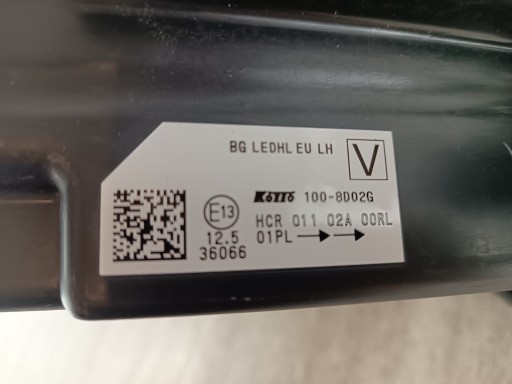 BG LEDHL EU LH
V
KOITO 100-8D02G
E13
HCR 011 02A 00RL
12.5
01PL
36066